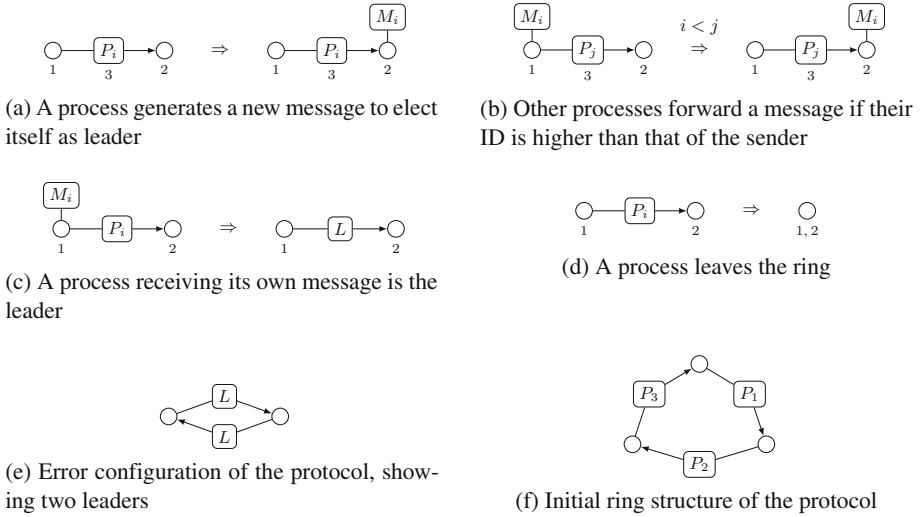 M_i
M_i
M_i
i < j
P_i
⇒
P_i
P_j
⇒
P_j
1
3
2
1
3
2
1
3
2
1
3
2
(a) A process generates a new message to elect
itself as leader
(b) Other processes forward a message if their
ID is higher than that of the sender
M_i
P_i
⇒
L
1
2
1
2
(c) A process receiving its own message is the
leader
P_i
⇒
1
2
1, 2
(d) A process leaves the ring
L
L
(e) Error configuration of the protocol, show-
ing two leaders
P_3
P_1
P_2
(f) Initial ring structure of the protocol